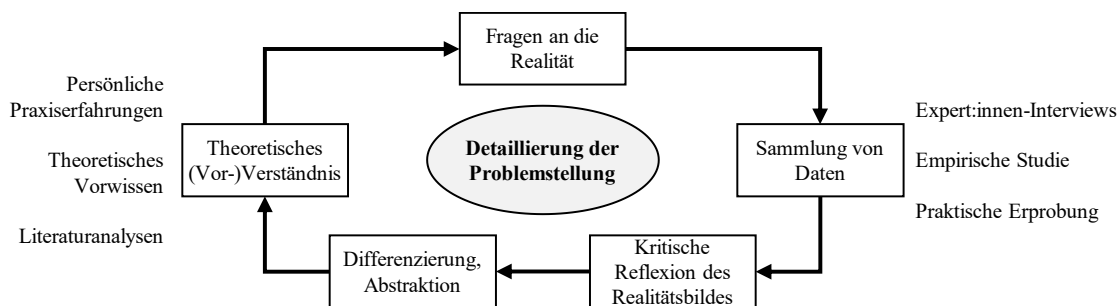 Fragen an die
Realität
Persönliche
Praxiserfahrungen
Theoretisches
Vorwissen
Literaturanalysen
Theoretisches
(Vor-)Verständnis
Detaillierung der
Problemstellung
Sammlung von
Daten
Expert:innen-Interviews
Empirische Studie
Praktische Erprobung
Differenzierung,
Abstraktion
Kritische
Reflexion des
Realitätsbildes